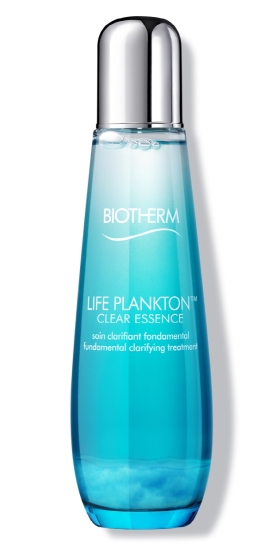 BIOTHERM
LIFE PLANKTON™
CLEAR ESSENCE
soin clarifiant fondamental
fundamental clarifying treatment